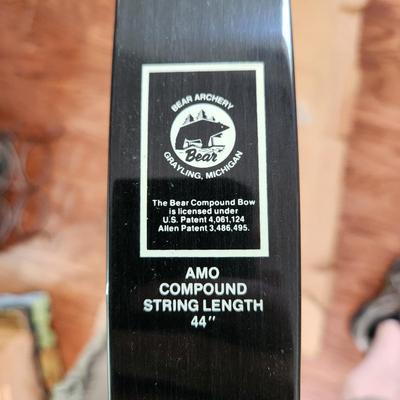 BEAR ARCHERY
Bear
GRAYLING, MICHIGAN
The Bear Compound Bow
is licensed under
U.S. Patent 4,061,124
Allen Patent 3,486,495.
AMO
COMPOUND
STRING LENGTH
44"